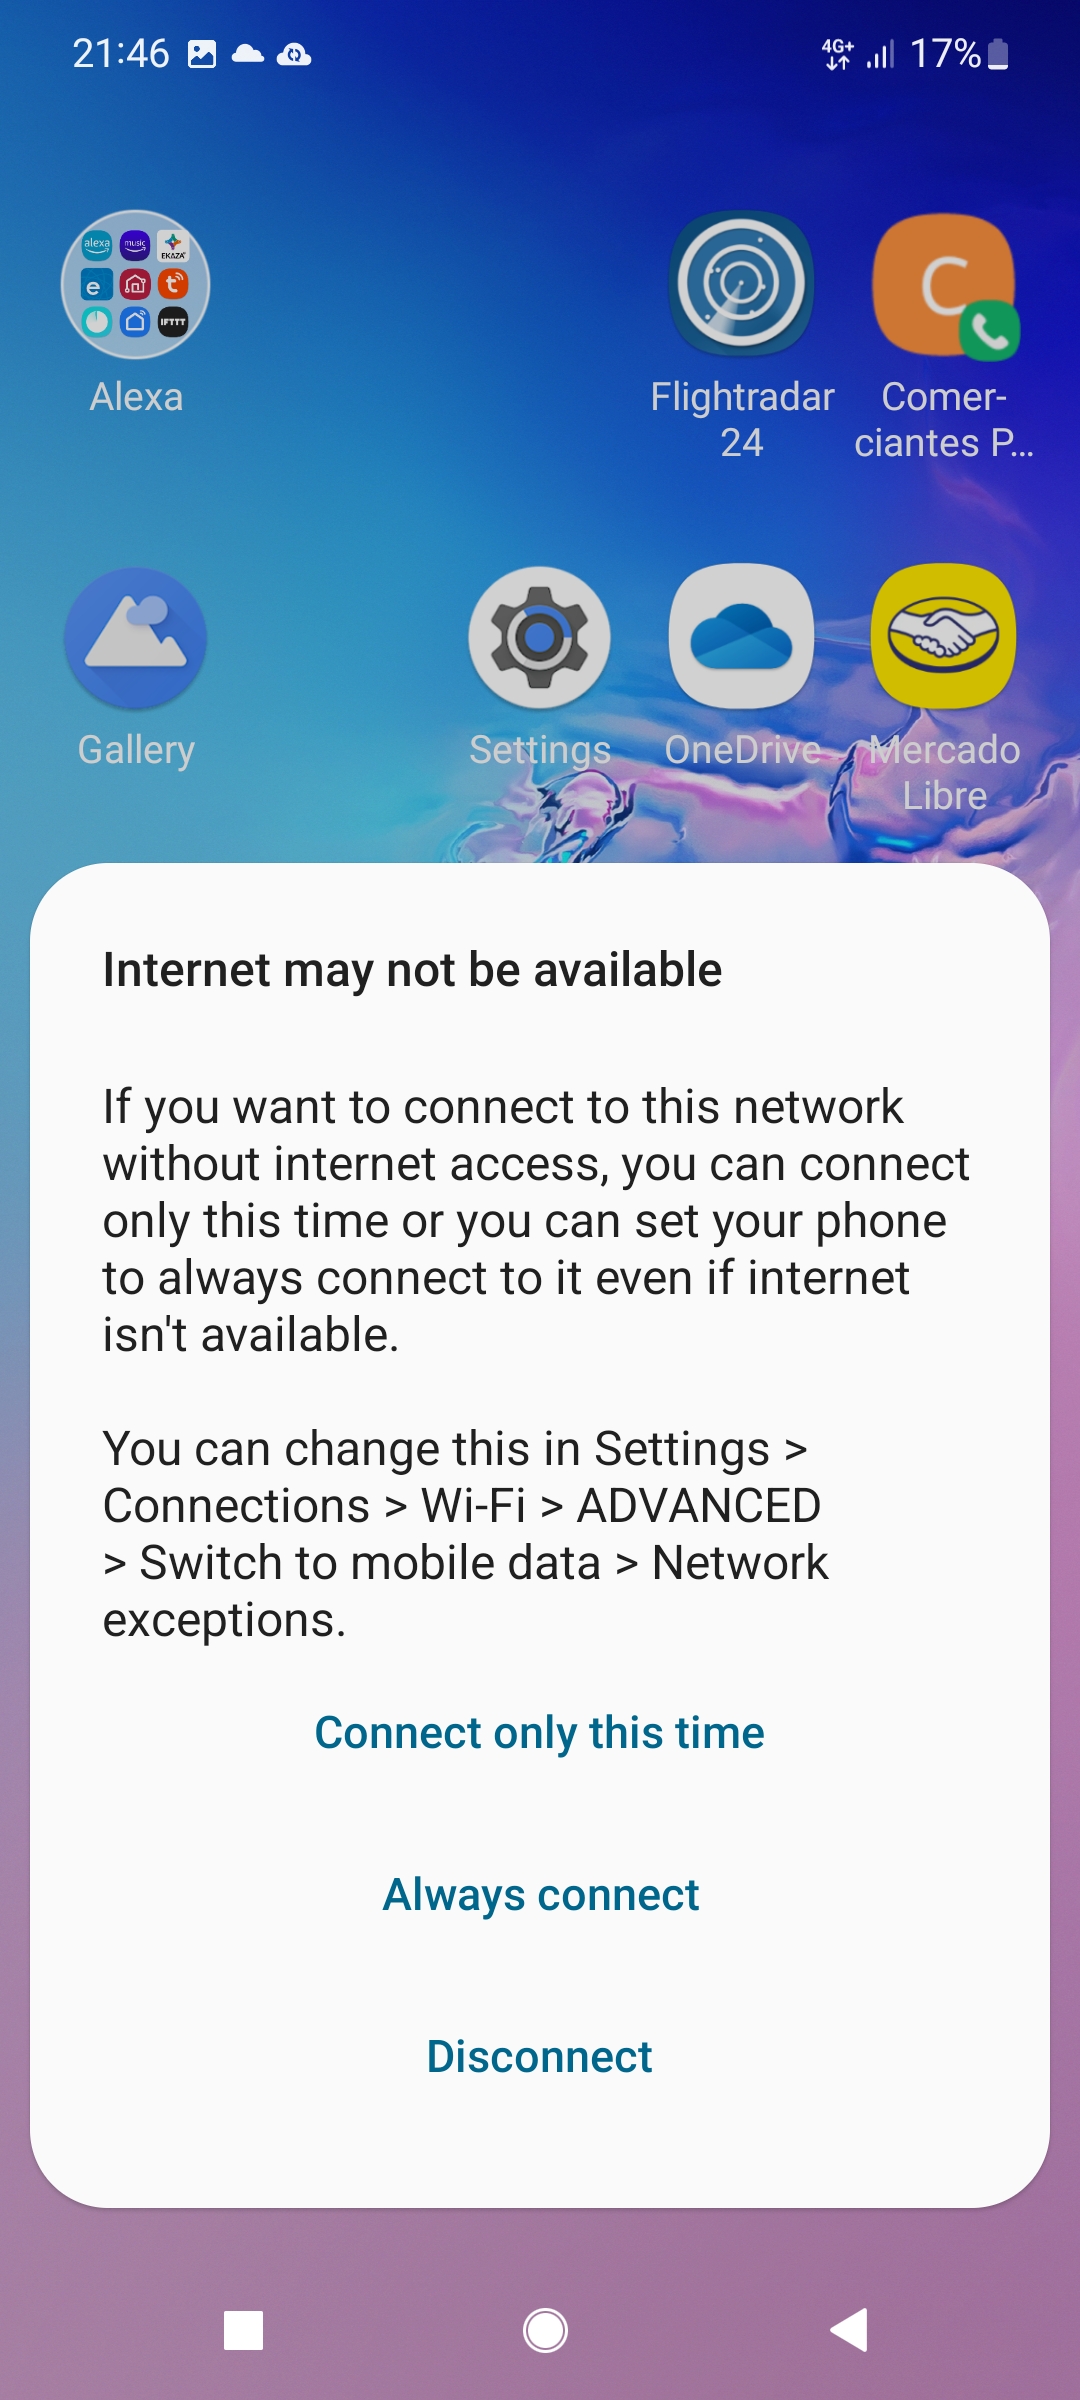 21:46
4G+
17%
alexa
music
EKAZA
e
IFTTT
C
Alexa
Flightradar
24
Comer-
ciantes P...
Gallery
Settings
OneDrive
Mercado
Libre
Internet may not be available
If you want to connect to this network
without internet access, you can connect
only this time or you can set your phone
to always connect to it even if internet
isn't available.
You can change this in Settings >
Connections > Wi-Fi > ADVANCED
> Switch to mobile data > Network
exceptions.
Connect only this time
Always connect
Disconnect